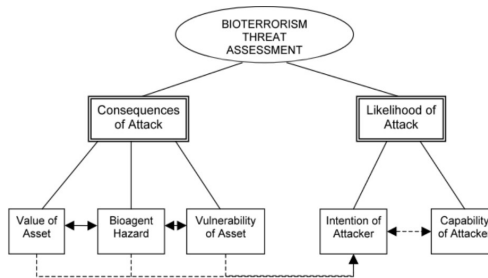 BIOTERRORISM
THREAT
ASSESSMENT
Consequences
of Attack
Likelihood of
Attack
Value of
Asset
Bioagent
Hazard
Vulnerability
of Asset
Intention of
Attacker
Capability
of Attacker